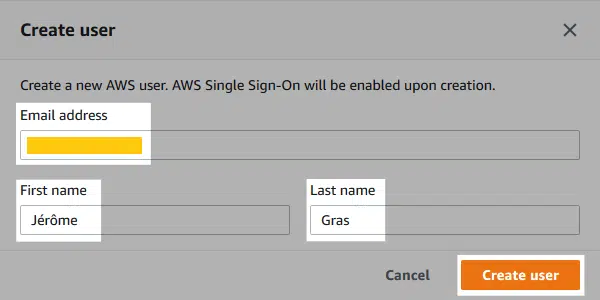 Create user
Create a new AWS user. AWS Single Sign-On will be enabled upon creation.
Email address
First name
Last name
Jérôme
Gras
Cancel
Create user